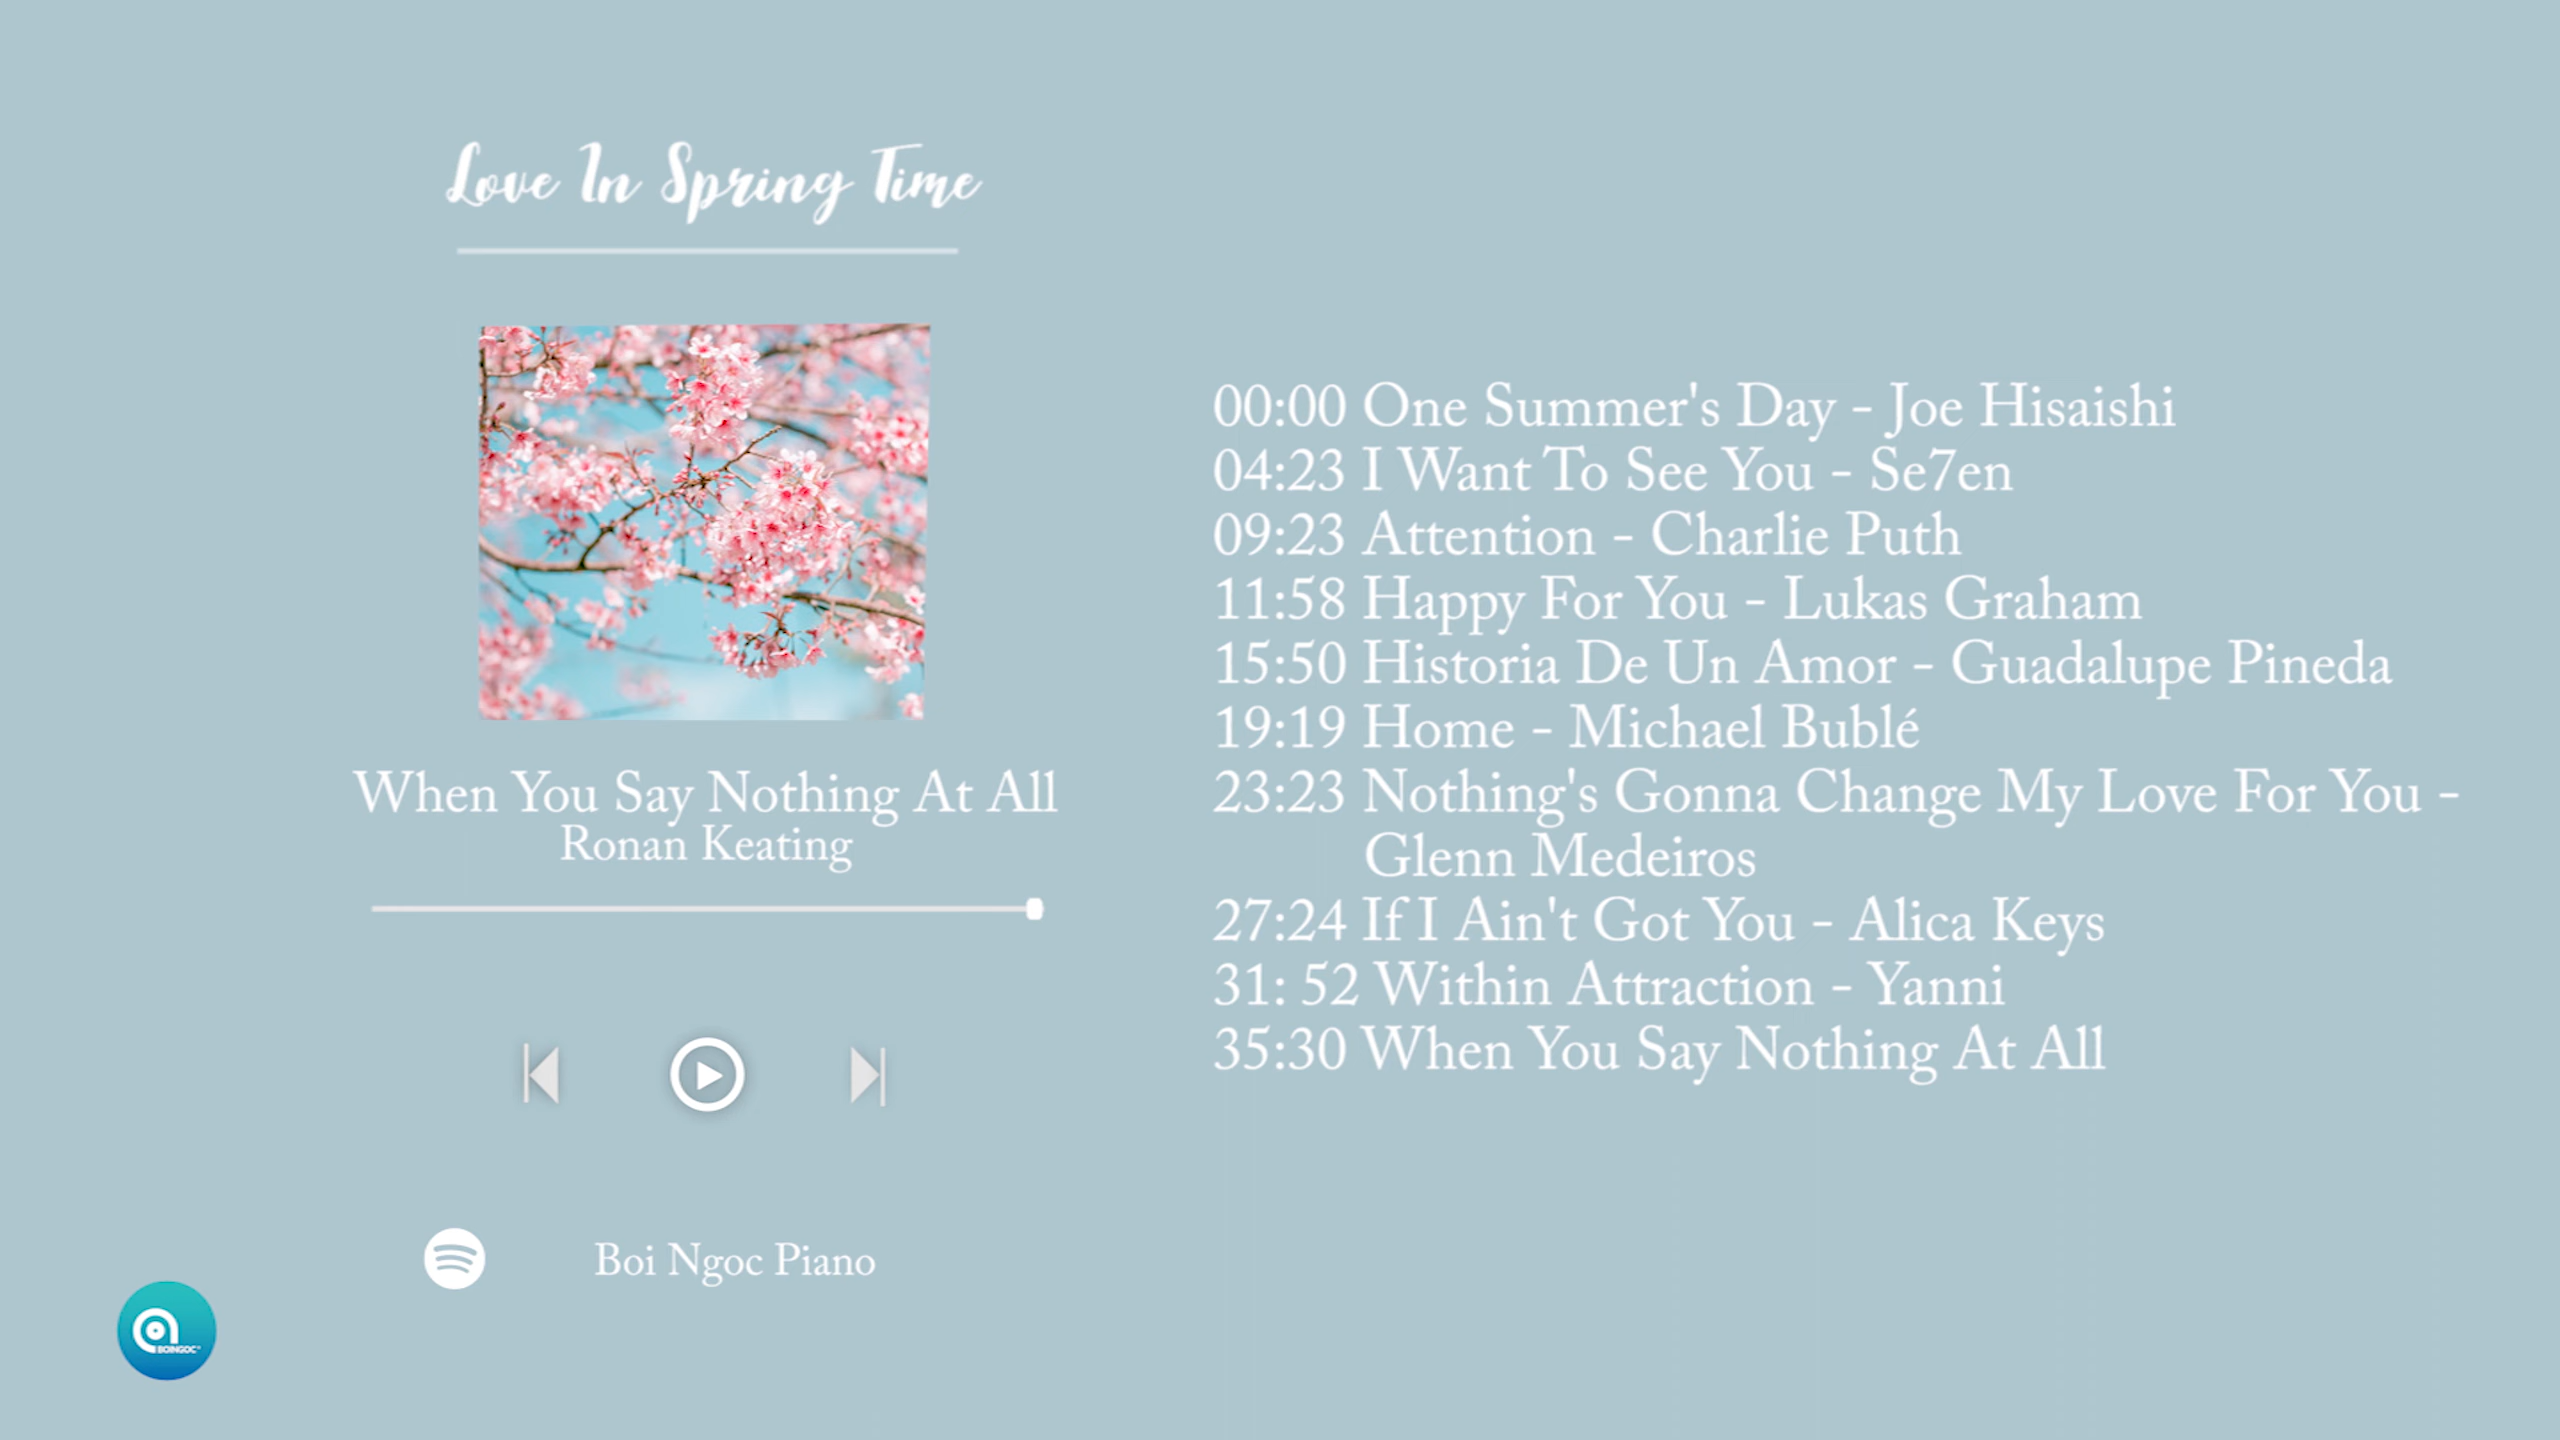 Love In Spring Time
When You Say Nothing At All
Ronan Keating
Boi Ngoc Piano
BOINGOC
00:00 One Summer's Day - Joe Hisaishi
04:23 I Want To See You - Se7en
09:23 Attention - Charlie Puth
11:58 Happy For You - Lukas Graham
15:50 Historia De Un Amor - Guadalupe Pineda
19:19 Home - Michael Bublé
23:23 Nothing's Gonna Change My Love For You -
Glenn Medeiros
27:24 If I Ain't Got You - Alica Keys
31: 52 Within Attraction - Yanni
35:30 When You Say Nothing At All